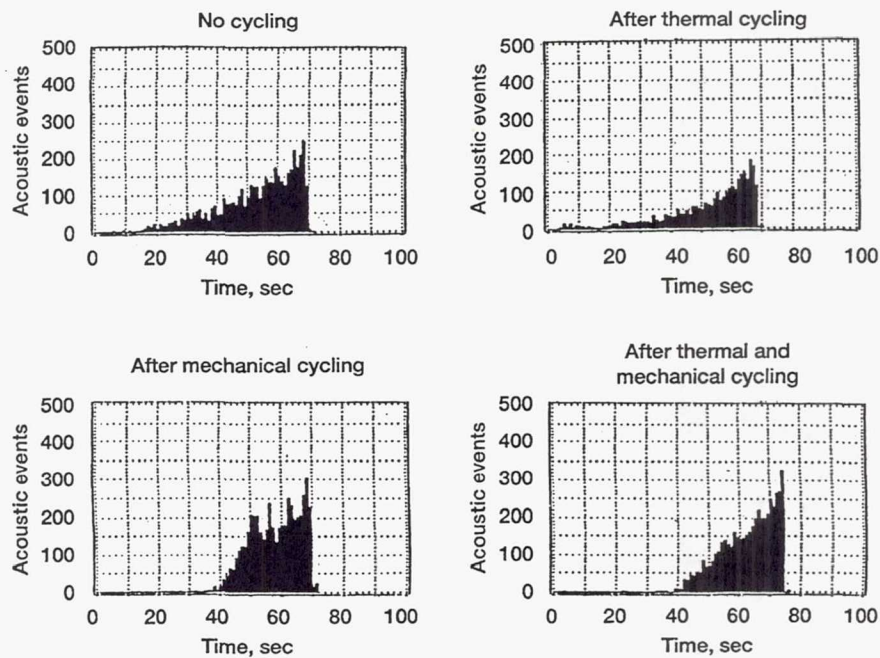 No cycling
500
400
300
200
100
0
Acoustic events
0 20 40 60 80 100
Time, sec
After thermal cycling
500
400
300
200
100
0
Acoustic events
0 20 40 60 80 100
Time, sec
After mechanical cycling
500
400
300
200
100
0
Acoustic events
0 20 40 60 80 100
Time, sec
After thermal and
mechanical cycling
500
400
300
200
100
0
Acoustic events
0 20 40 60 80 100
Time, sec